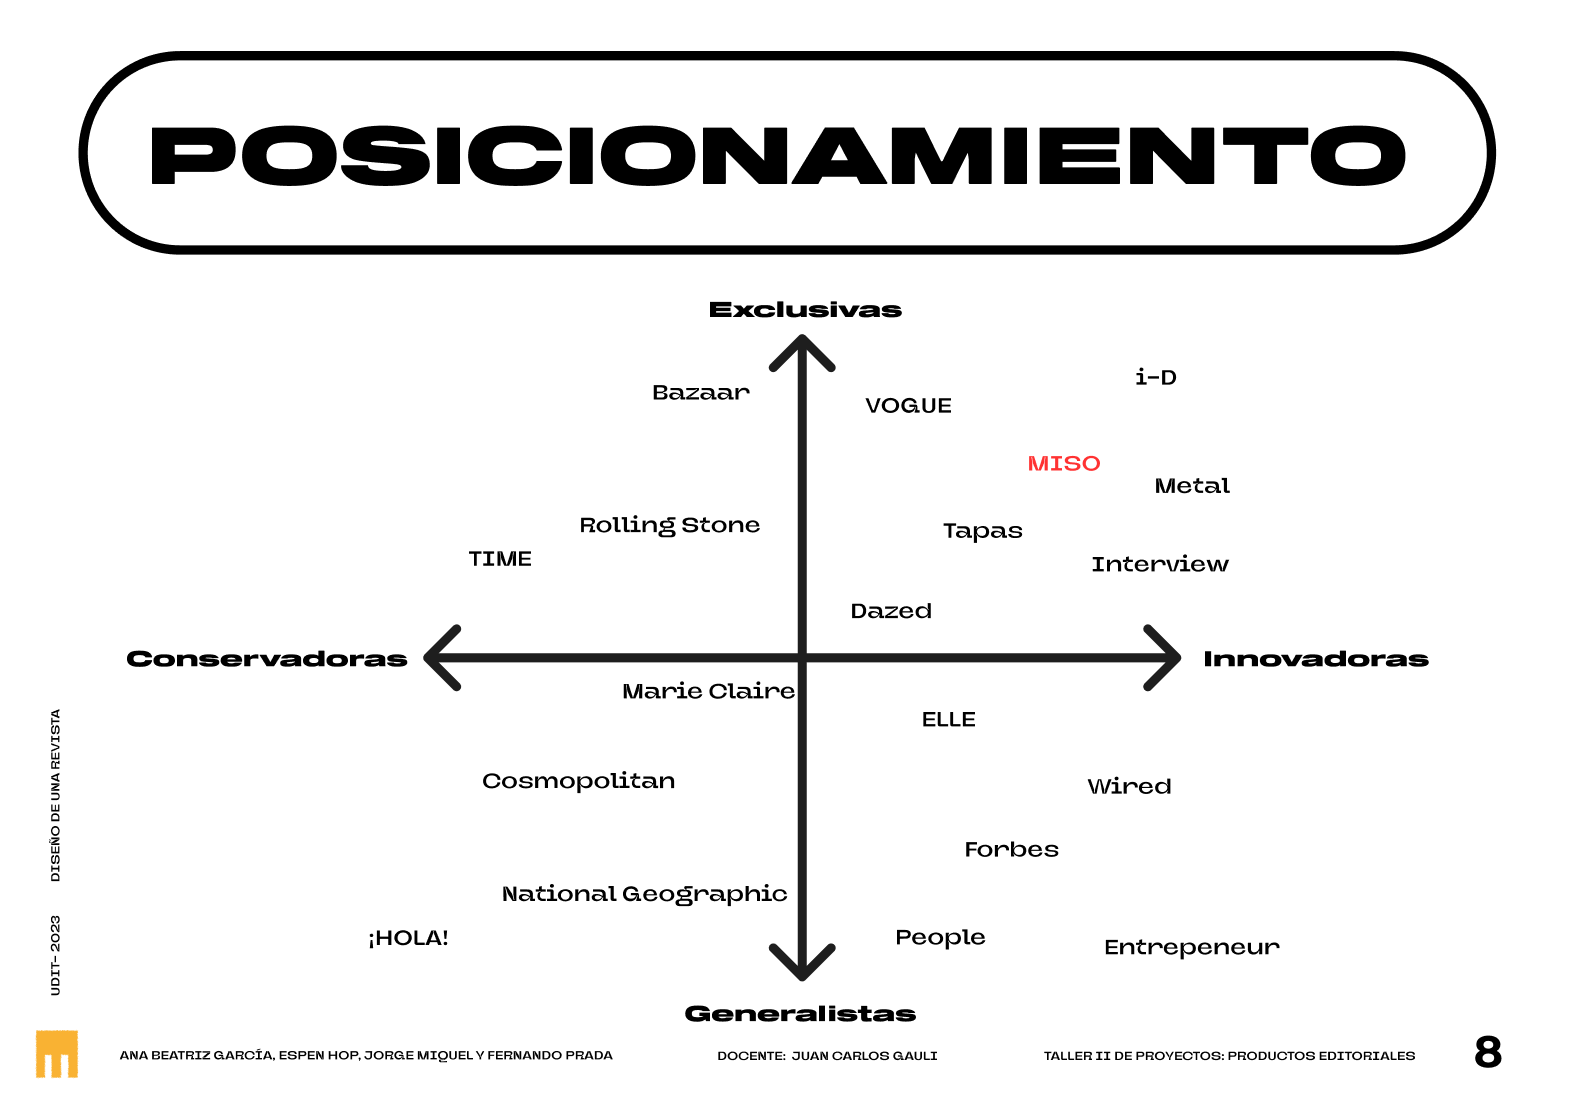 POSICIONAMIENTO
Exclusivas
i-D
Bazaar
VOGUE
MISO
Metal
Rolling Stone
Tapas
TIME
Interview
Dazed
Conservadoras
Innovadoras
Marie Claire
ELLE
Cosmopolitan
Wired
Forbes
National Geographic
¡HOLA!
People
Entrepeneur
Generalistas
DISEÑO DE UNA REVISTA
UDIT- 2023
ANA BEATRIZ GARCÍA, ESPEN HOP, JORGE MIQUEL Y FERNANDO PRADA
DOCENTE: JUAN CARLOS GAULI
TALLER II DE PROYECTOS: PRODUCTOS EDITORIALES
8